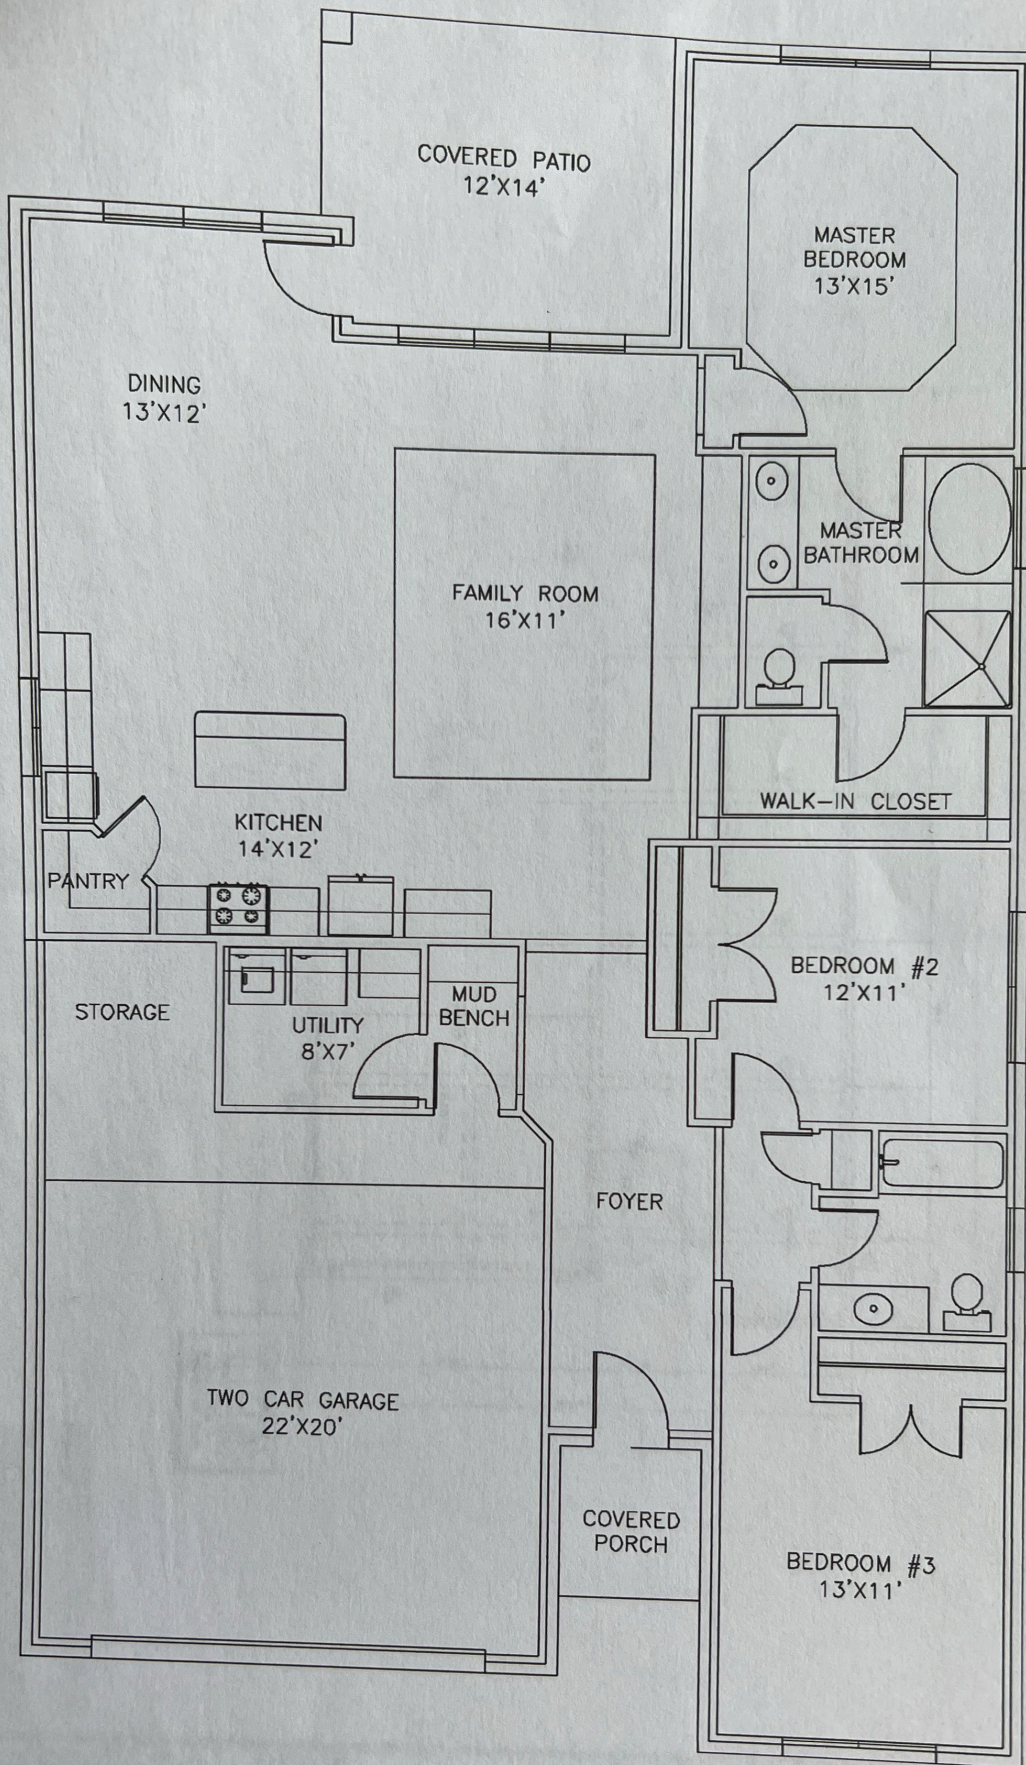 COVERED PATIO
12'X14'
MASTER
BEDROOM
13'X15'
DINING
13'X12'
FAMILY ROOM
16'X11'
MASTER
BATHROOM
WALK-IN CLOSET
KITCHEN
14'X12'
PANTRY
STORAGE
UTILITY
8'X7'
MUD
BENCH
BEDROOM #2
12'X11'
FOYER
TWO CAR GARAGE
22'X20'
COVERED
PORCH
BEDROOM #3
13'X11'